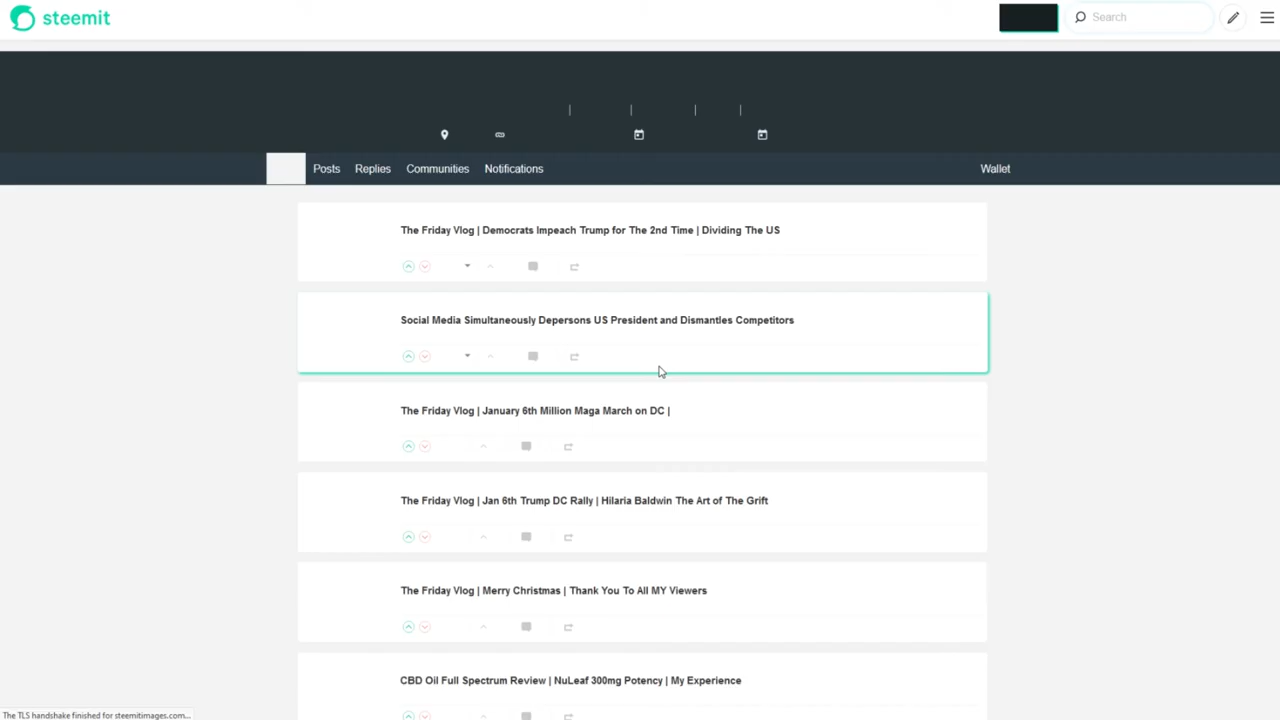 steemit
Search
Posts Replies Communities Notifications Wallet
The Friday Vlog | Democrats Impeach Trump for The 2nd Time | Dividing The US
Social Media Simultaneously Depersons US President and Dismantles Competitors
The Friday Vlog | January 6th Million Maga March on DC |
The Friday Vlog | Jan 6th Trump DC Rally | Hilaria Baldwin The Art of The Grift
The Friday Vlog | Merry Christmas | Thank You To All MY Viewers
CBD Oil Full Spectrum Review | NuLeaf 300mg Potency | My Experience
The TLS handshake finished for steemitimages.com...